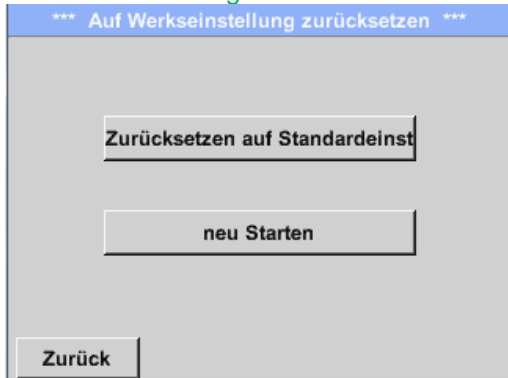 *** Auf Werkseinstellung zurücksetzen ***
Zurücksetzen auf Standardeinst
neu Starten
Zurück